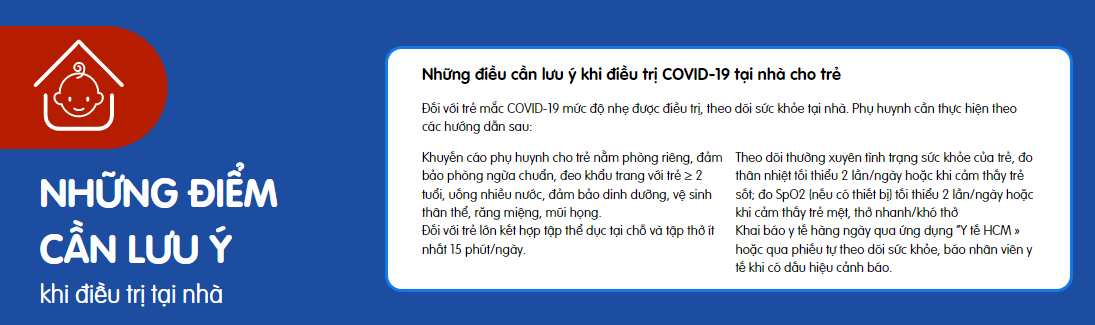 NHỮNG ĐIỂM
CẦN LƯU Ý
khi điều trị tại nhà
Những điều cần lưu ý khi điều trị COVID-19 tại nhà cho trẻ
Đối với trẻ mắc COVID-19 mức độ nhẹ được điều trị, theo dõi sức khỏe tại nhà. Phụ huynh cần thực hiện theo
các hướng dẫn sau:
Khuyến cáo phụ huynh cho trẻ nằm phòng riêng, đảm
bảo phòng ngừa chuẩn, đeo khẩu trang với trẻ ≥ 2
tuổi, uống nhiều nước, đảm bảo dinh dưỡng, vệ sinh
thân thể, răng miệng, mũi họng.
Đối với trẻ lớn kết hợp tập thể dục tại chỗ và tập thở ít
nhất 15 phút/ngày.
Theo dõi thường xuyên tình trạng sức khỏe của trẻ, đo
thân nhiệt tối thiểu 2 lần/ngày hoặc khi cảm thấy trẻ
sốt; đo SpO2 (nếu có thiết bị) tối thiểu 2 lần/ngày hoặc
khi cảm thấy trẻ mệt, thở nhanh/khó thở
Khai báo y tế hàng ngày qua ứng dụng "Y tế HCM »
hoặc qua phiếu tự theo dõi sức khỏe, báo nhân viên y
tế khi có dấu hiệu cảnh báo.